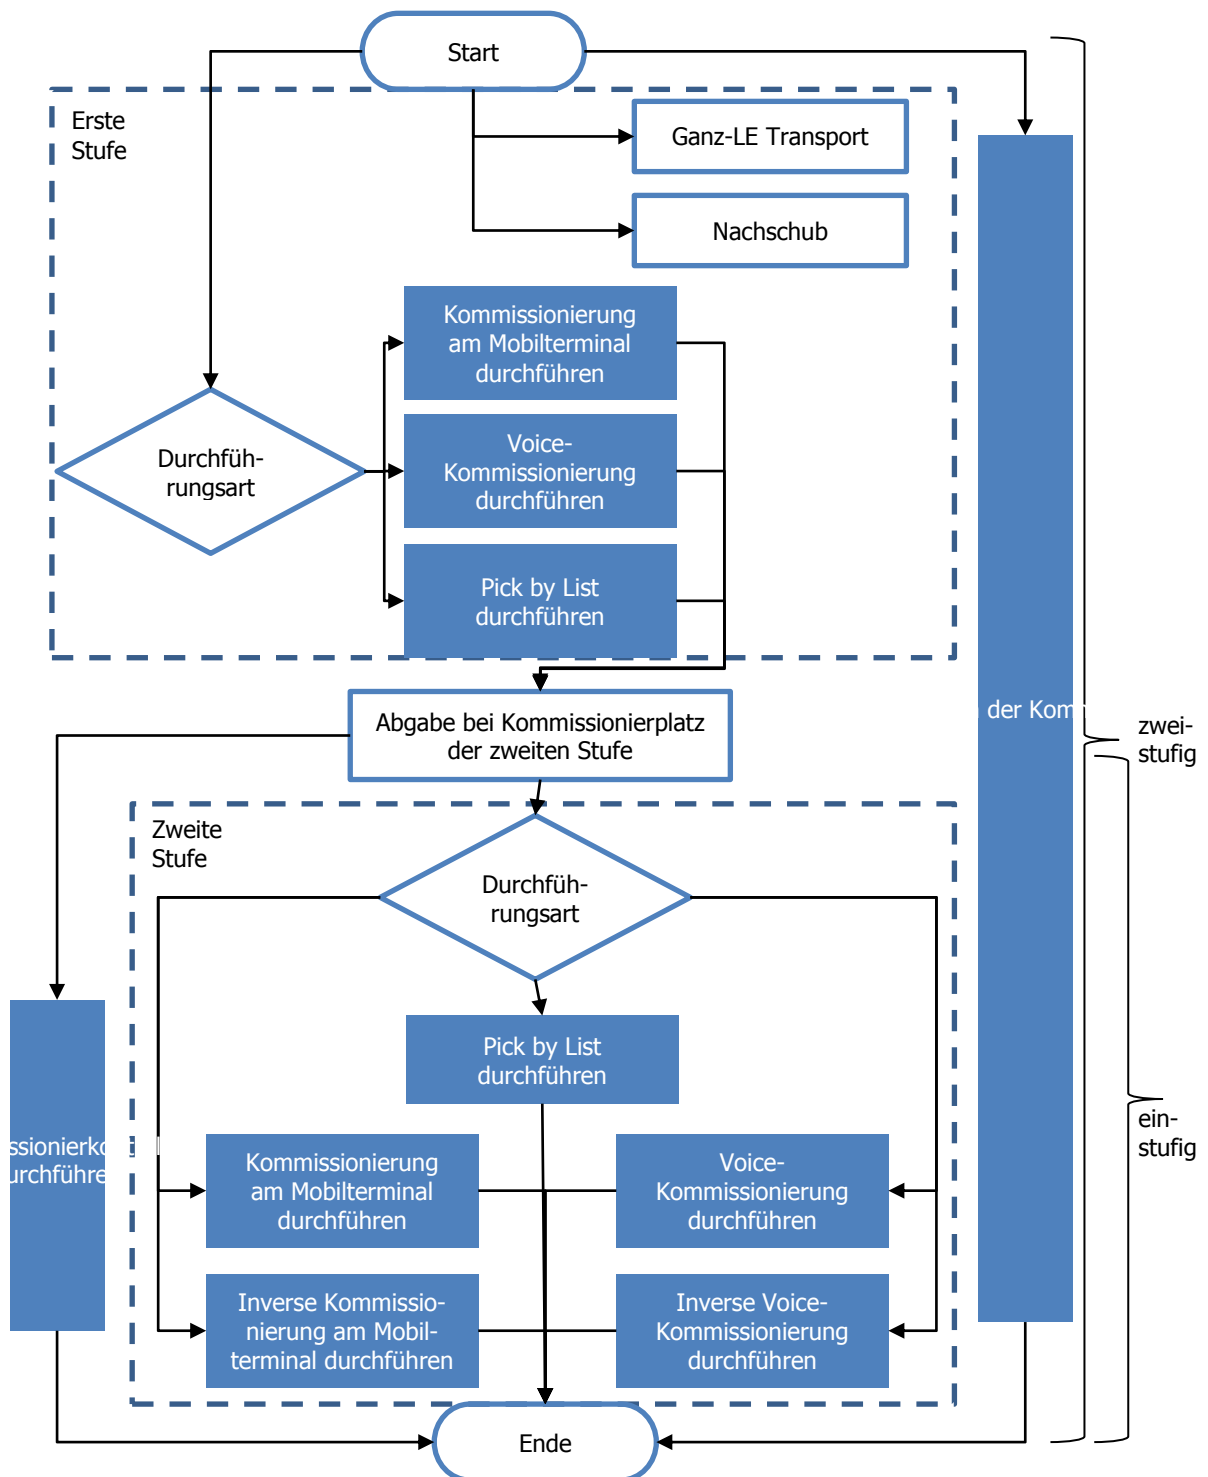 Start
Erste
Stufe
Ganz-LE Transport
Nachschub
Kommissionierung
am Mobilterminal
durchführen
Voice-
Kommissionierung
durchführen
Durchfüh-
rungsart
Pick by List
durchführen
Abgabe bei Kommissionierplatz
der zweiten Stufe
der
zwei-
stufig
Zweite
Stufe
Durchfüh-
rungsart
Pick by List
durchführen
ein-
stufig
Kommissionierung
am Mobilterminal
durchführen
Voice-
Kommissionierung
durchführen
Inverse Kommissio-
nierung am Mobil-
terminal durchführen
Inverse Voice-
Kommissionierung
durchführen
Ende